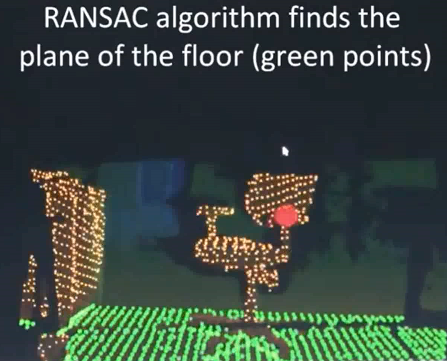 RANSAC algorithm finds the
plane of the floor (green points)